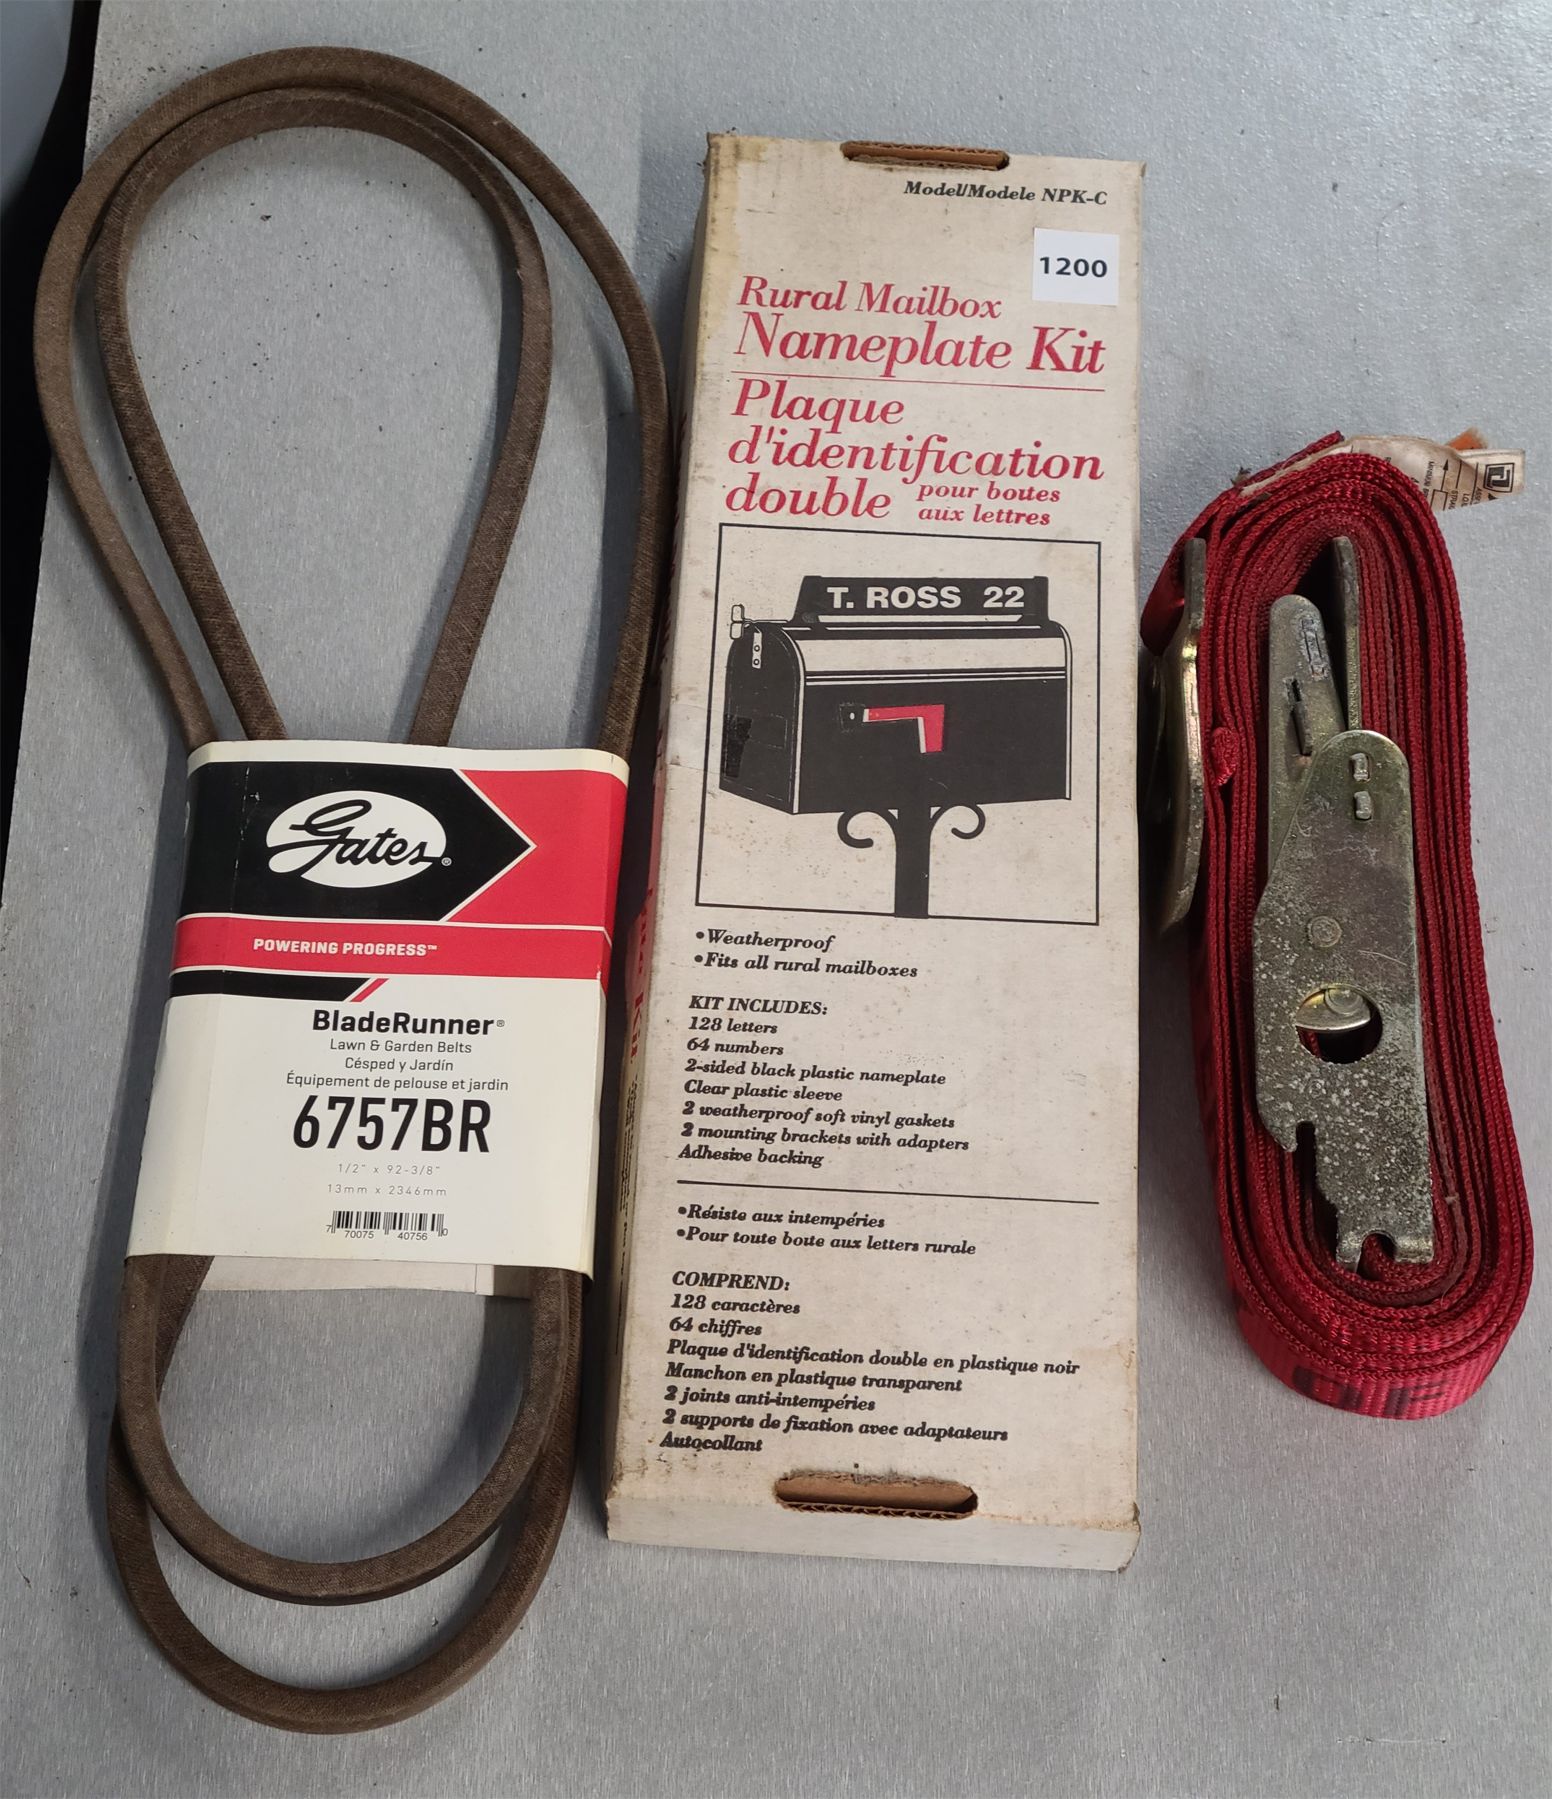 Gates®
POWERING PROGRESS™
BladeRunner®
Lawn & Garden Belts
Césped y Jardín
Équipement de pelouse et jardin
6757BR
1/2" x 92-3/8"
13mm x 2346mm
7 70075 40756 0
Model/Modele NPK-C
1200
Rural Mailbox
Nameplate Kit
Plaque
d'identification
double pour boites
aux lettres
T. ROSS 22
•Weatherproof
•Fits all rural mailboxes
KIT INCLUDES:
128 letters
64 numbers
2-sided black plastic nameplate
Clear plastic sleeve
2 weatherproof soft vinyl gaskets
2 mounting brackets with adapters
Adhesive backing
•Résiste aux intempéries
•Pour toute boite aux lettres rurale
COMPREND:
128 caractères
64 chiffres
Plaque d'identification double en plastique noir
Manchon en plastique transparent
2 joints anti-intempéries
2 supports de fixation avec adaptateurs
Autocollant